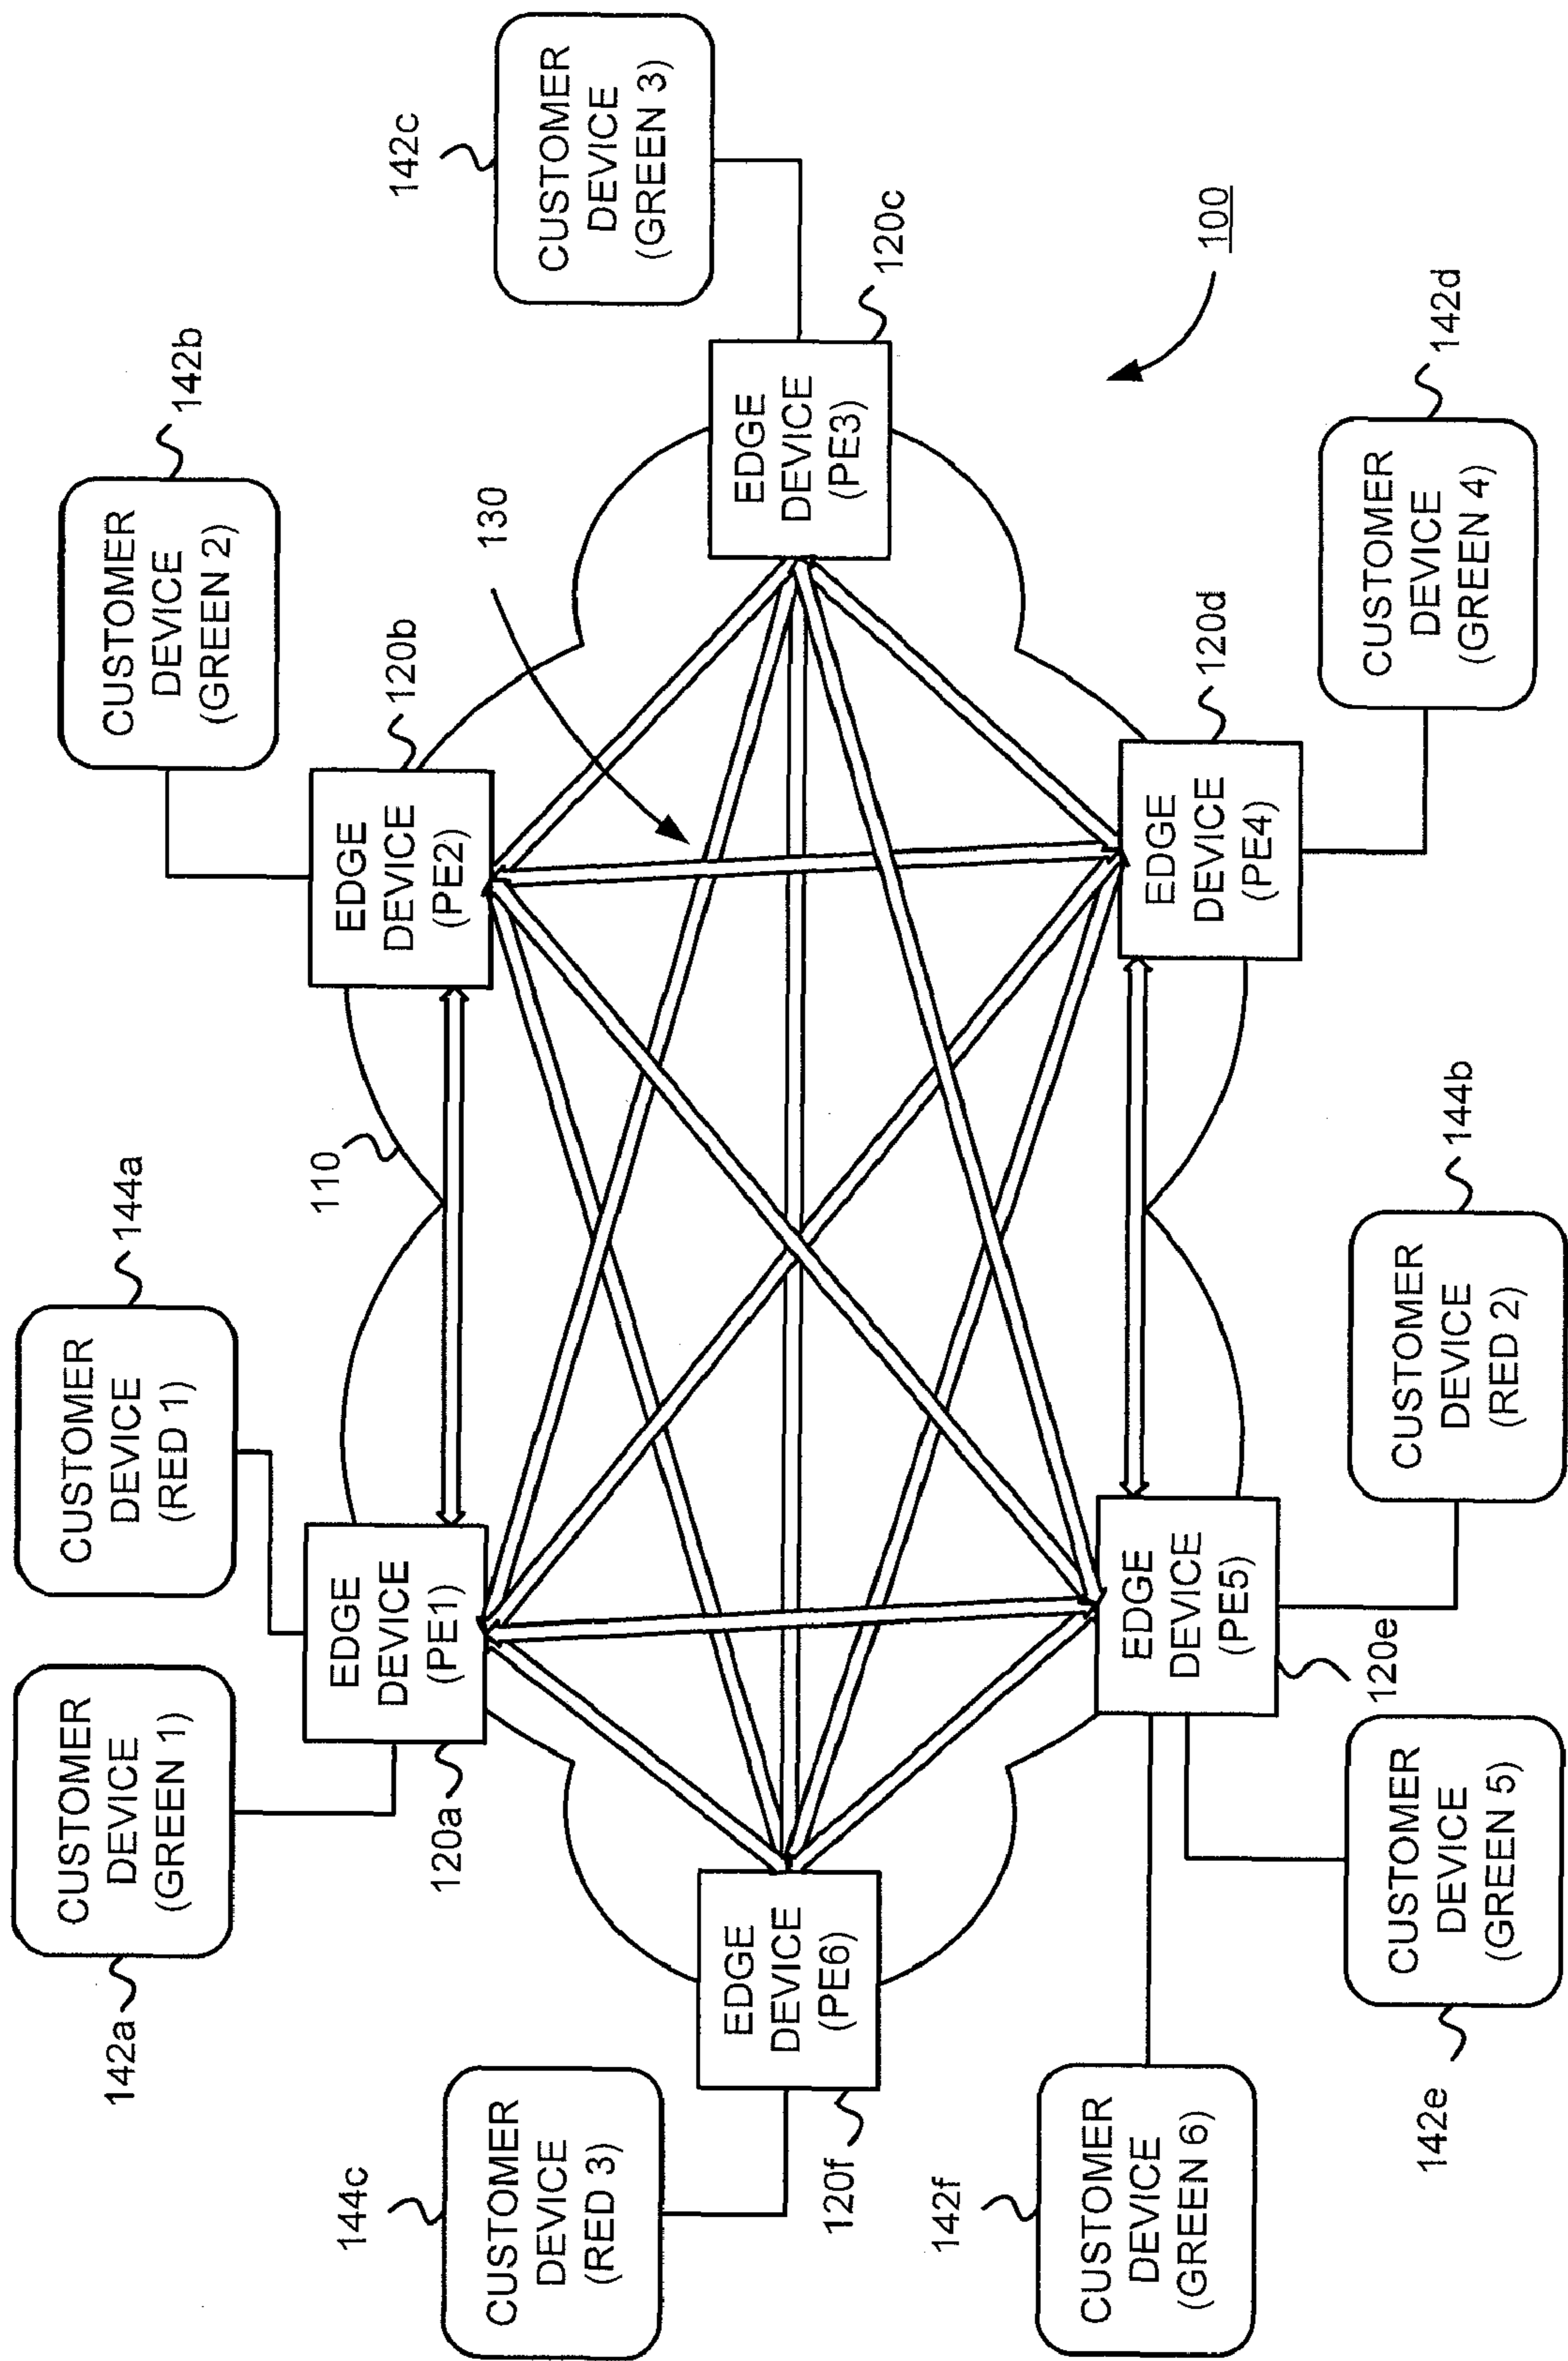 CUSTOMER
DEVICE
(GREEN 1)
142a
CUSTOMER
DEVICE
(RED 1)
144a
CUSTOMER
DEVICE
(GREEN 2)
142b
CUSTOMER
DEVICE
(GREEN 3)
142c
EDGE
DEVICE
(PE1)
120a
110
EDGE
DEVICE
(PE2)
120b
130
EDGE
DEVICE
(PE3)
120c
144c
CUSTOMER
DEVICE
(RED 3)
EDGE
DEVICE
(PE6)
120f
142f
CUSTOMER
DEVICE
(GREEN 6)
EDGE
DEVICE
(PE5)
120e
EDGE
DEVICE
(PE4)
120d
100
142e
CUSTOMER
DEVICE
(GREEN 5)
CUSTOMER
DEVICE
(RED 2)
144b
CUSTOMER
DEVICE
(GREEN 4)
142d